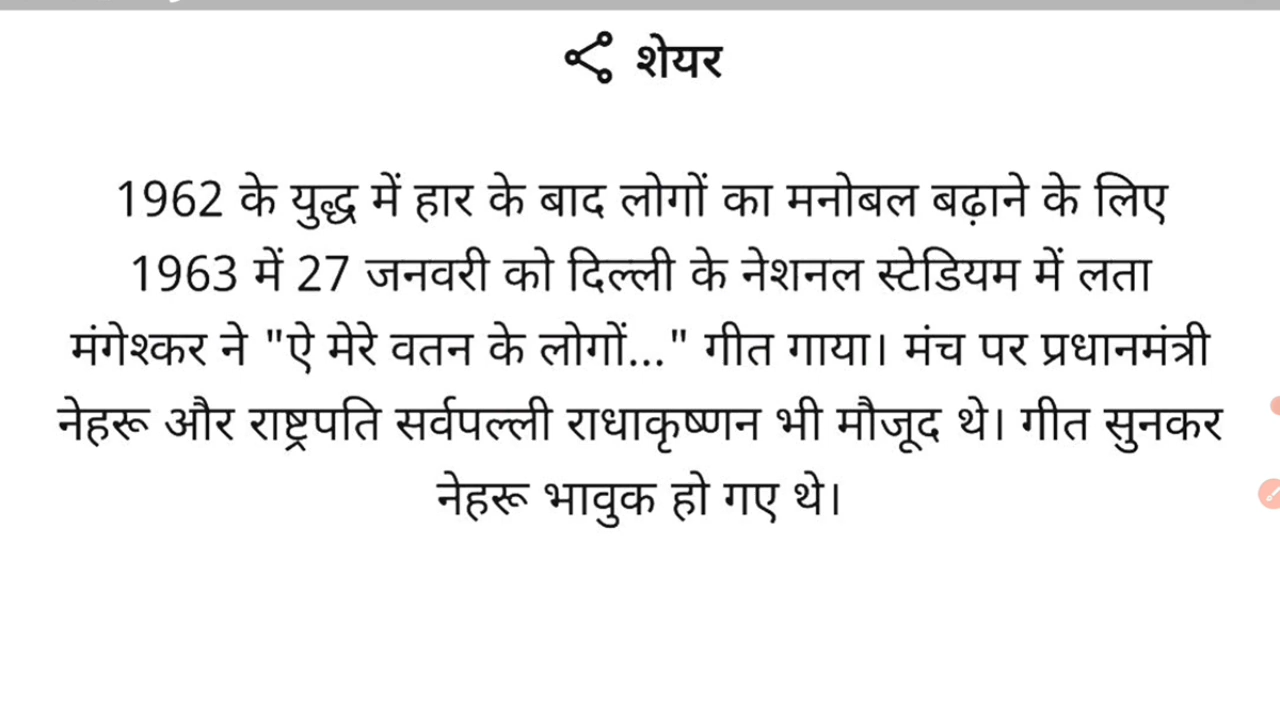 शेयर
1962 के युद्ध में हार के बाद लोगों का मनोबल बढ़ाने के लिए
1963 में 27 जनवरी को दिल्ली के नेशनल स्टेडियम में लता
मंगेश्कर ने "ऐ मेरे वतन के लोगों..." गीत गाया। मंच पर प्रधानमंत्री
नेहरू और राष्ट्रपति सर्वपल्ली राधाकृष्णन भी मौजूद थे। गीत सुनकर
नेहरू भावुक हो गए थे।